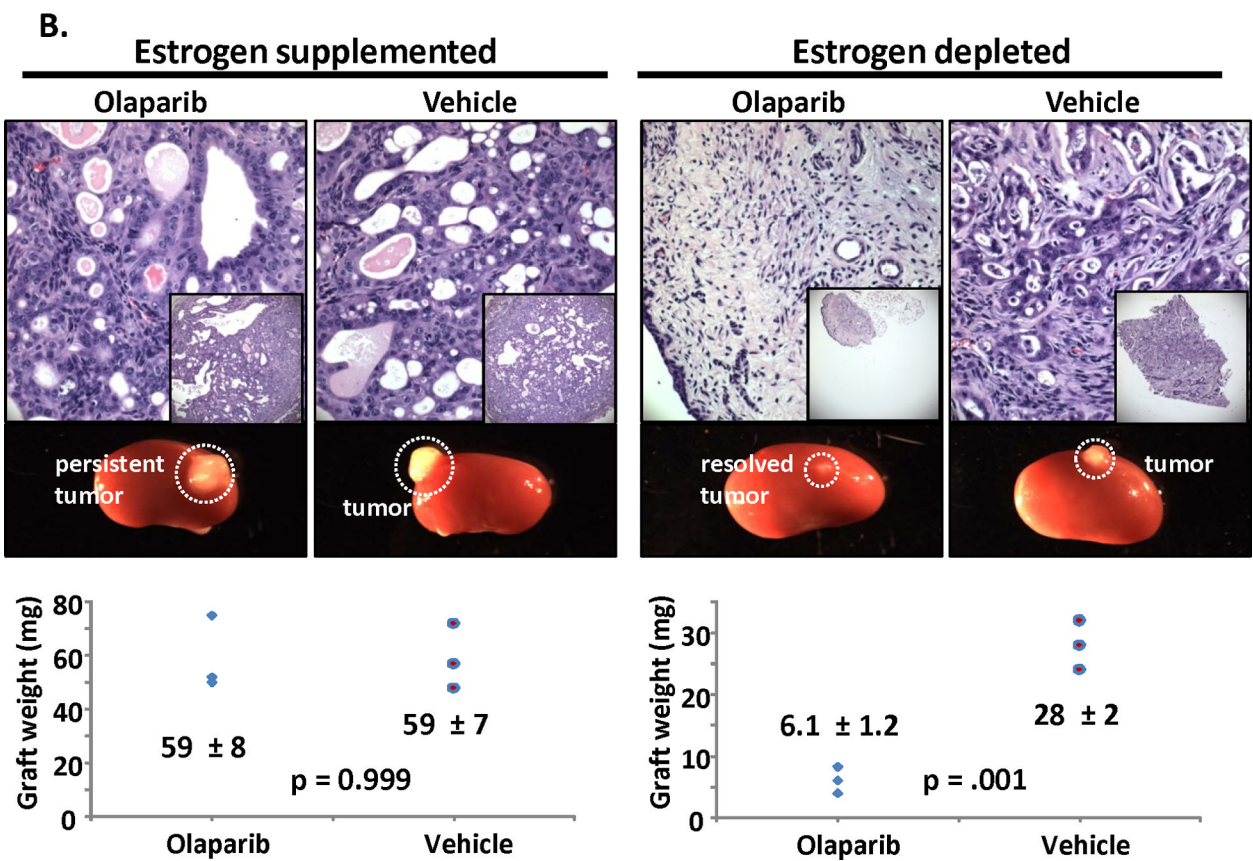 B.
Estrogen supplemented
Estrogen depleted
Olaparib
Vehicle
Olaparib
Vehicle
persistent
tumor
tumor
resolved
tumor
tumor
Graft weight (mg)
80
60
40
20
0
59 ± 8
59 ± 7
p = 0.999
Olaparib
Vehicle
Graft weight (mg)
30
20
10
0
6.1 ± 1.2
28 ± 2
p = .001
Olaparib
Vehicle